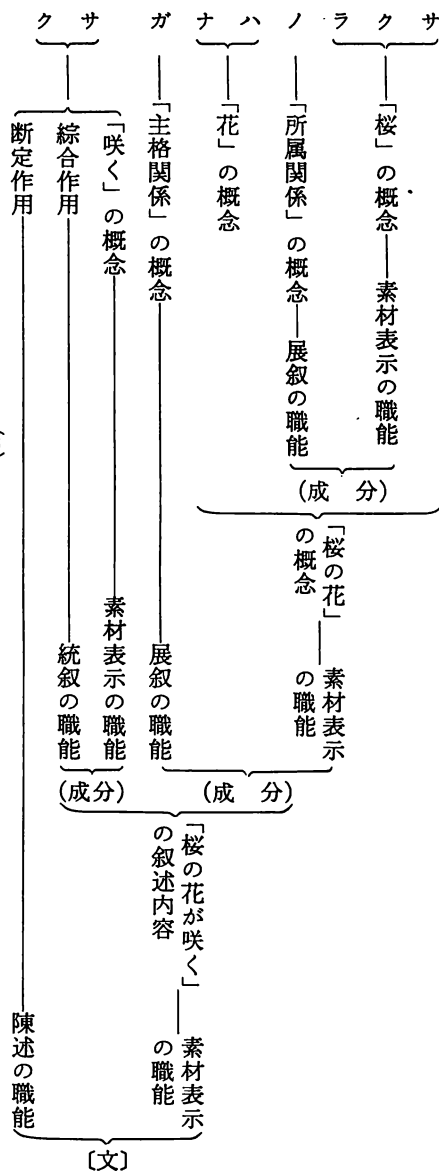 サクラ
ノ
ハナ
ガ
サク
「桜」の概念
「所属関係」の概念
「花」の概念
「主格関係」の概念
「咲く」の概念
綜合作用
断定作用
素材表示の職能
展叙の職能
(成分)
「桜の花」
の概念
素材表示
の職能
展叙の職能
素材表示の職能
統叙の職能
(成分)
(成分)
「桜の花が咲く」
の叙述内容
素材表示
の職能
陳述の職能
〔文〕